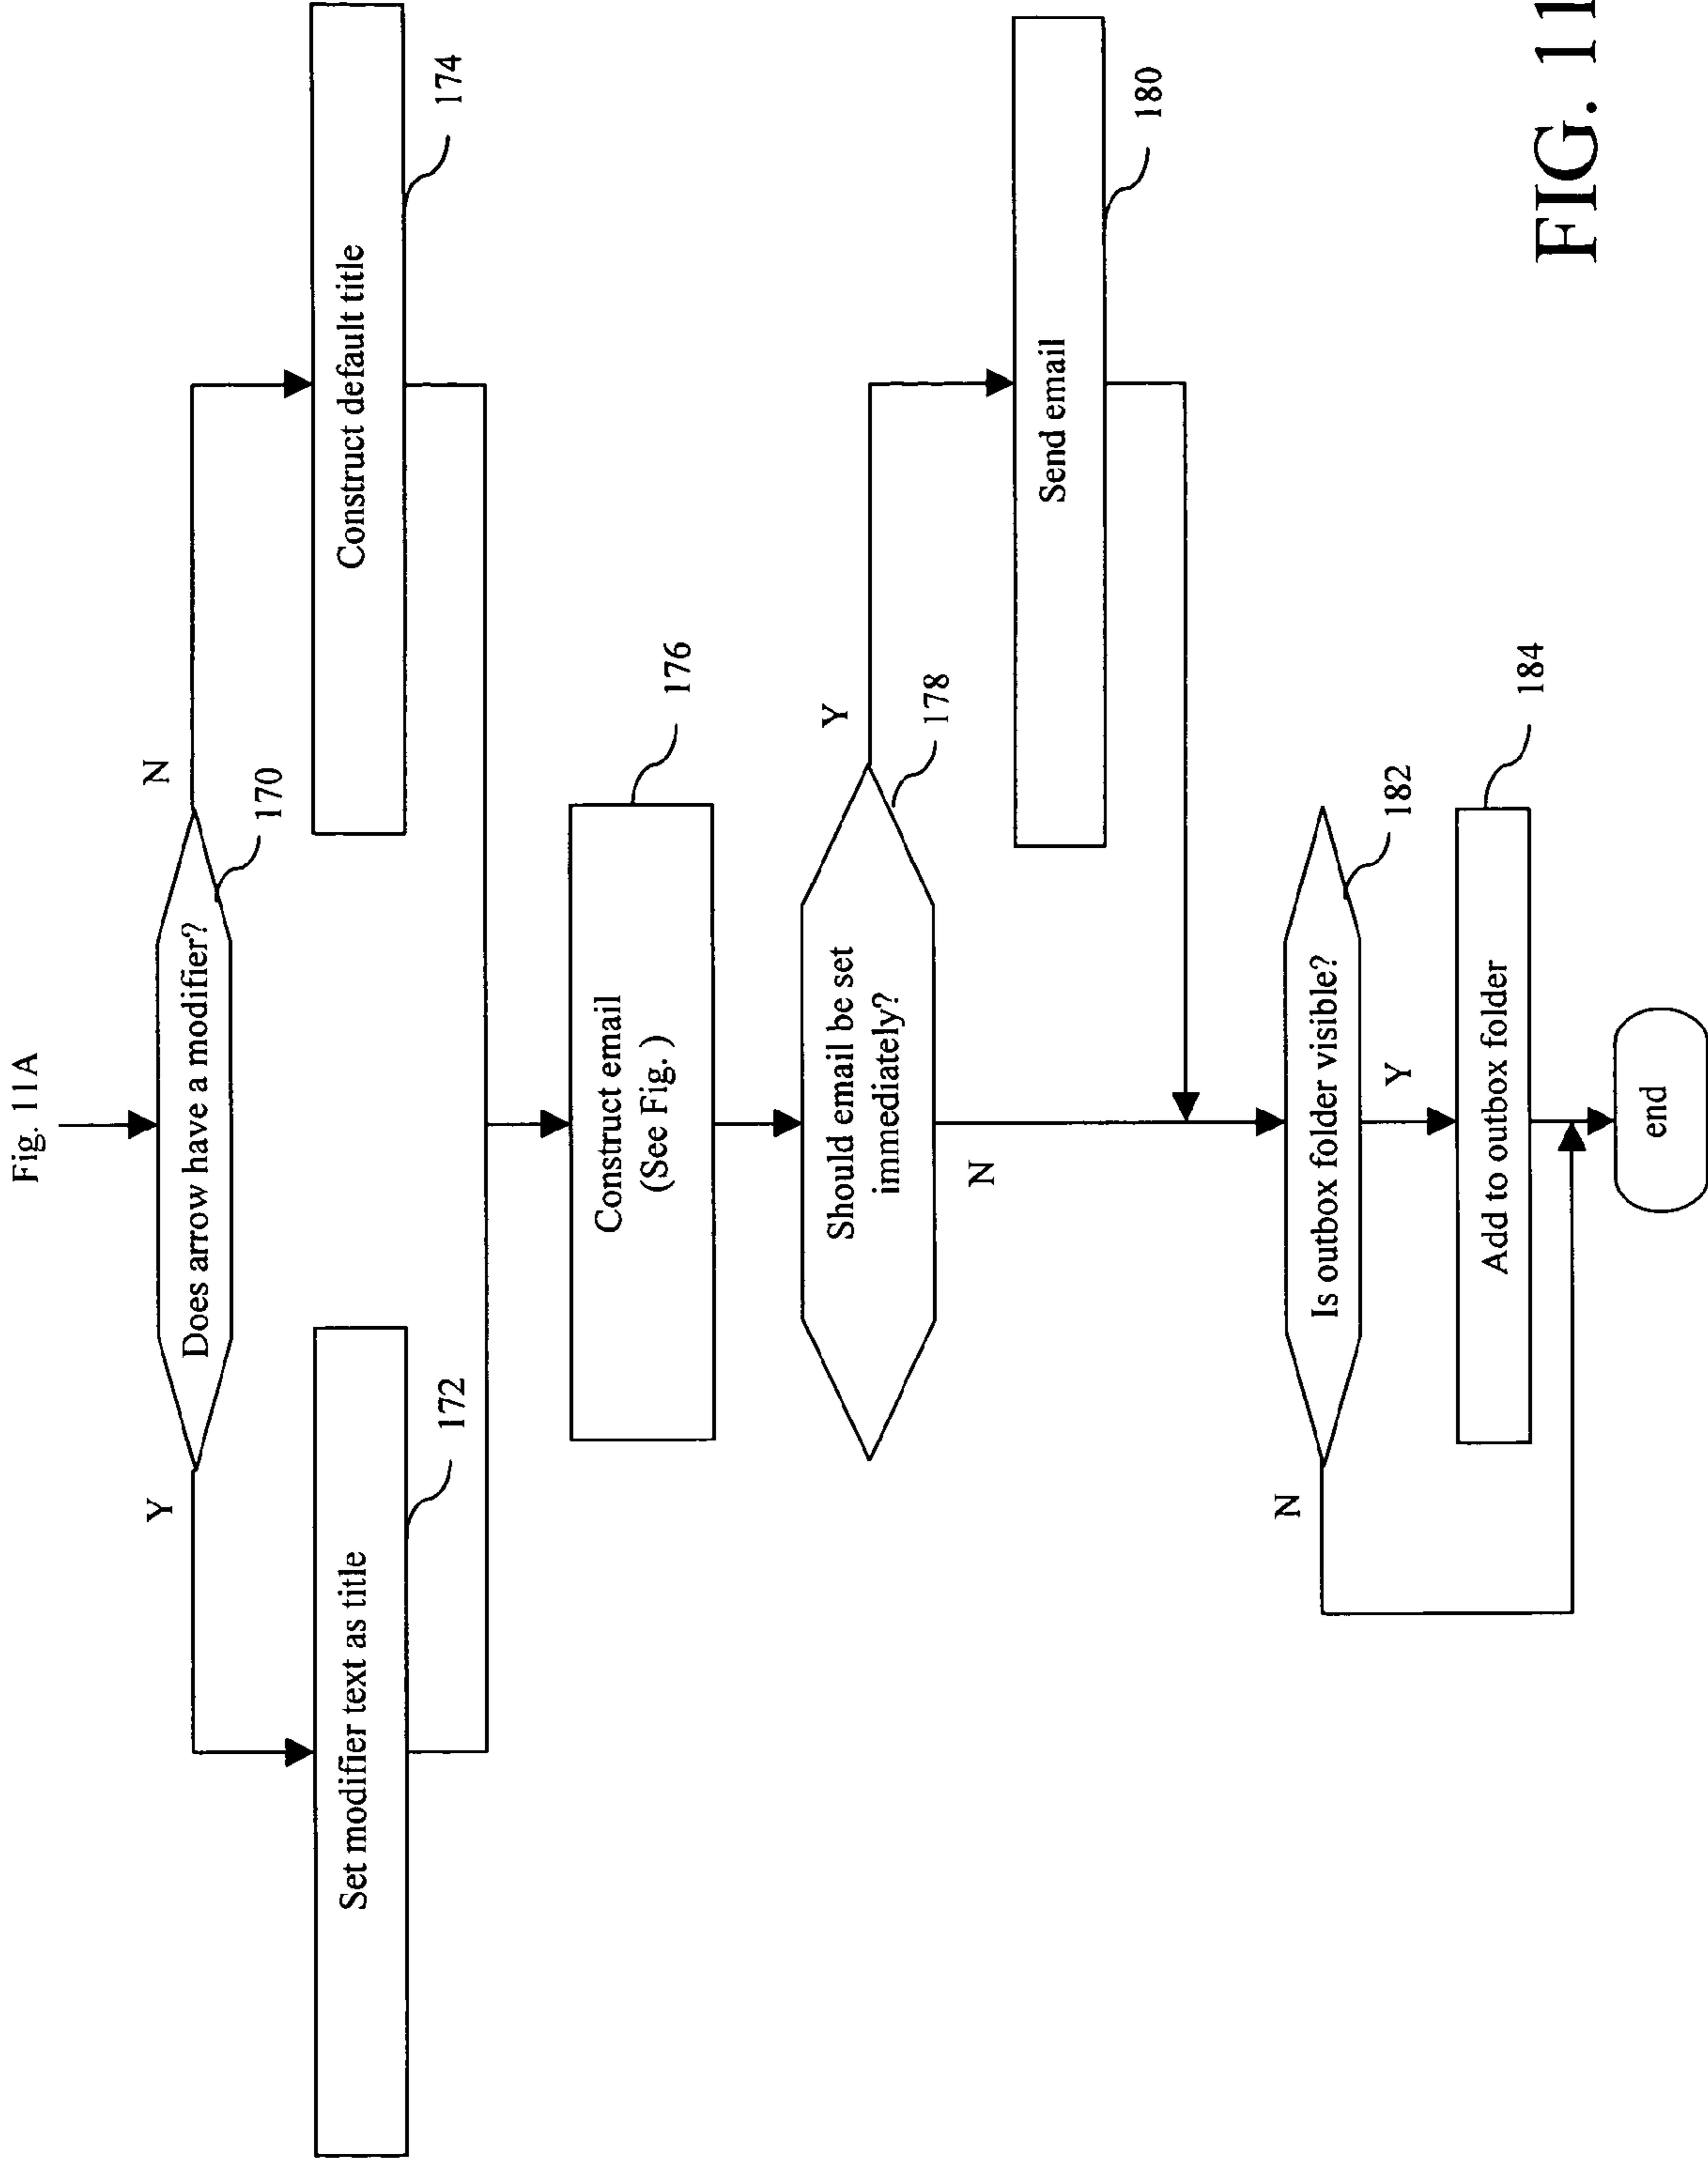 Fig. 11A
Does arrow have a modifier?
170
Y
N
Set modifier text as title
172
Construct default title
174
Construct email
(See Fig. )
176
Should email be set
immediately?
178
Y
N
Send email
180
Is outbox folder visible?
182
N
Y
Add to outbox folder
184
end
FIG. 11